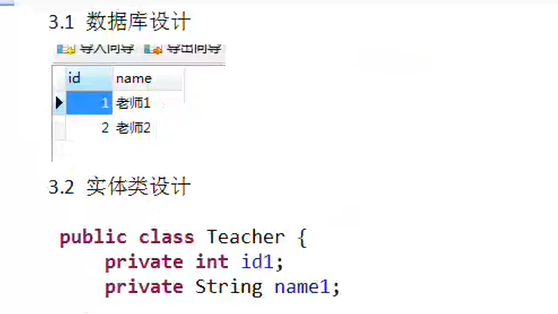 3.1 数据库设计
导入向导 导出向导
id name
1 老师1
2 老师2
3.2 实体类设计
public class Teacher {
private int id1;
private String name1;